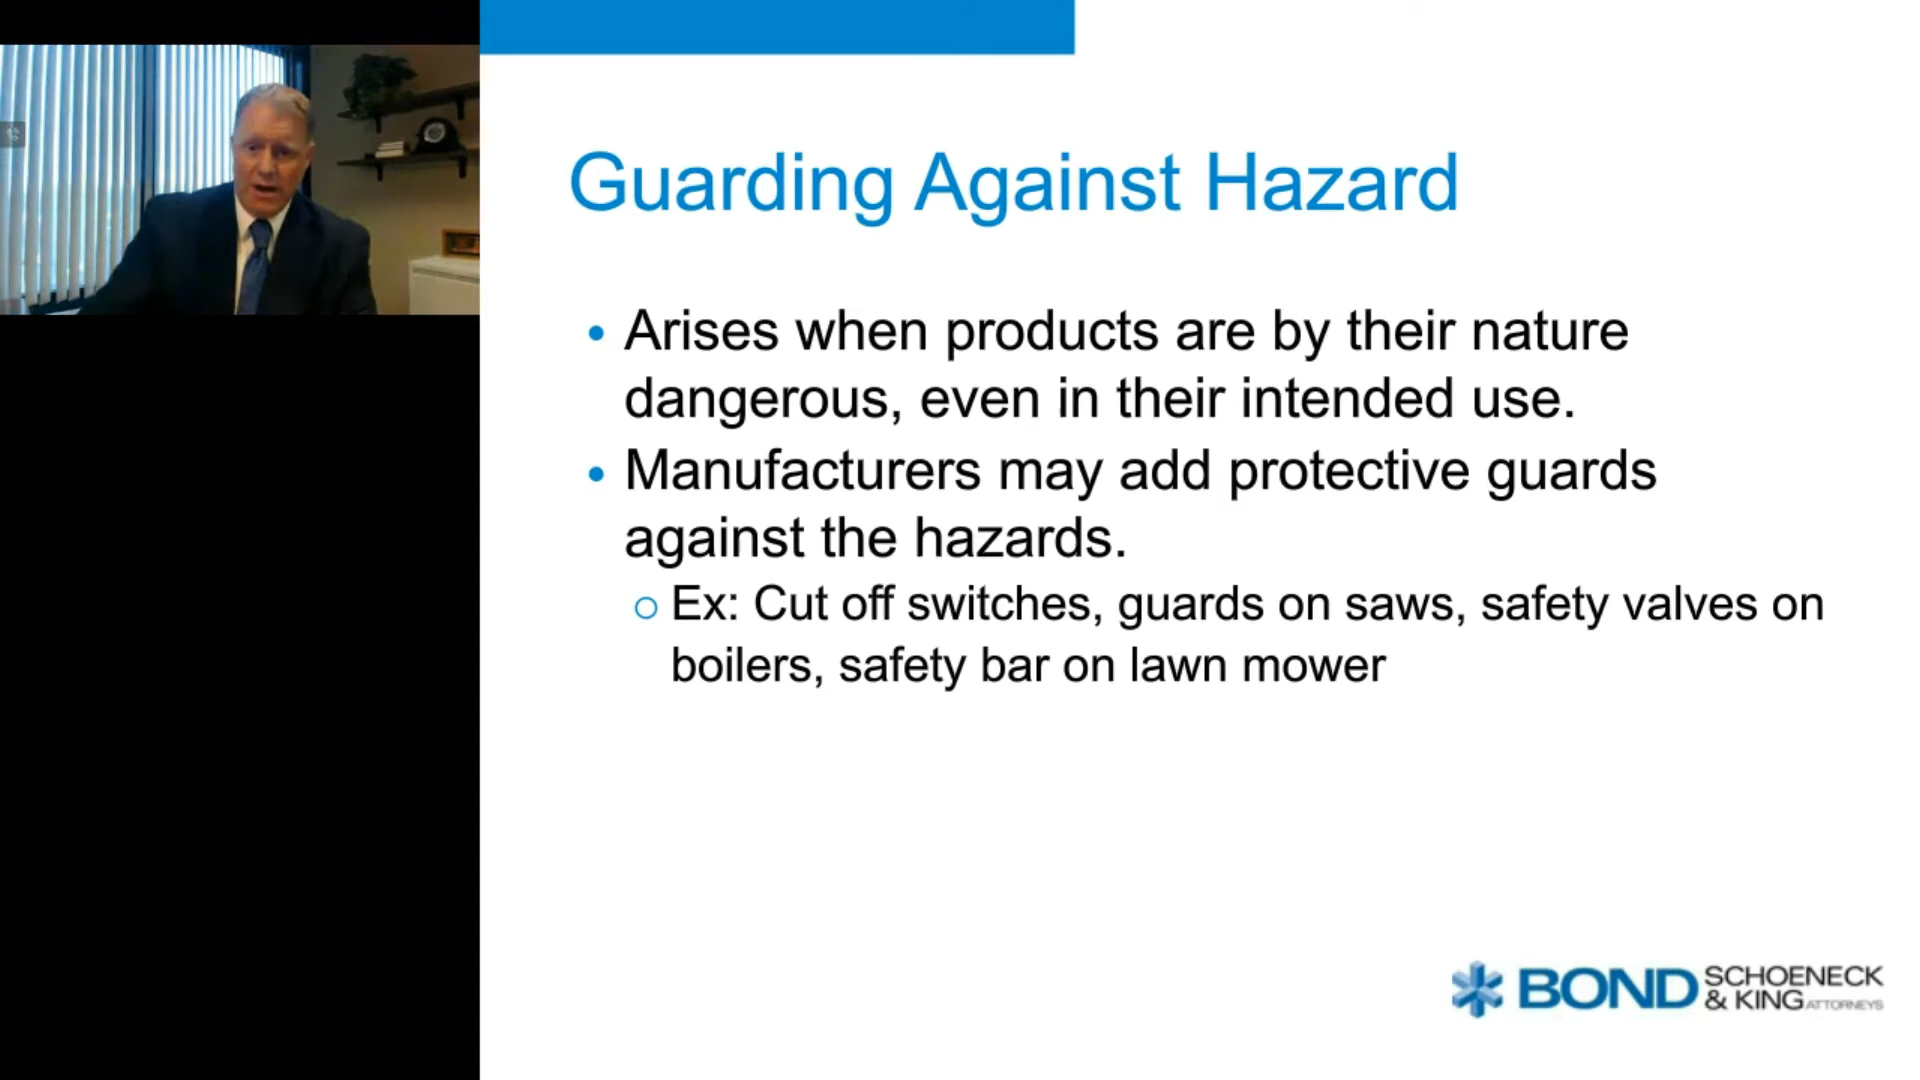 Guarding Against Hazard
• Arises when products are by their nature
dangerous, even in their intended use.
• Manufacturers may add protective guards
against the hazards.
○ Ex: Cut off switches, guards on saws, safety valves on
boilers, safety bar on lawn mower
BOND SCHOENECK
& KING ATTORNEYS